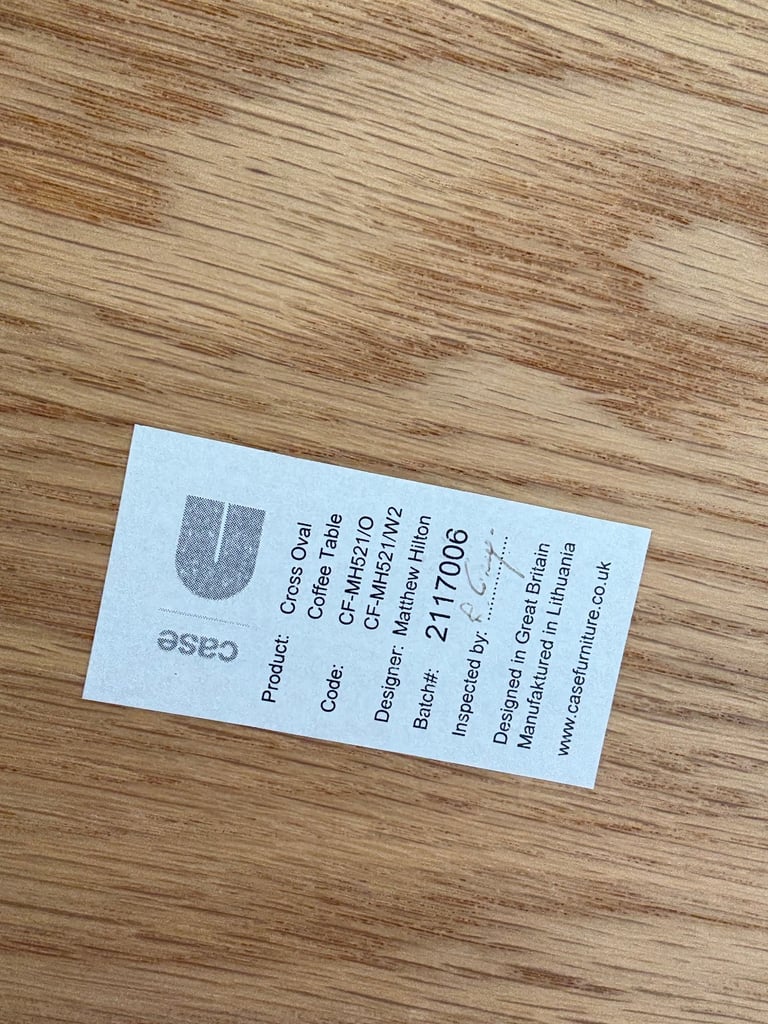 case
Product: Cross Oval
Coffee Table
Code: CF-MH521/O
CF-MH521/W2
Designer: Matthew Hilton
Batch#: 2117006
Inspected by:
Designed in Great Britain
Manufaktured in Lithuania
www.casefurniture.co.uk